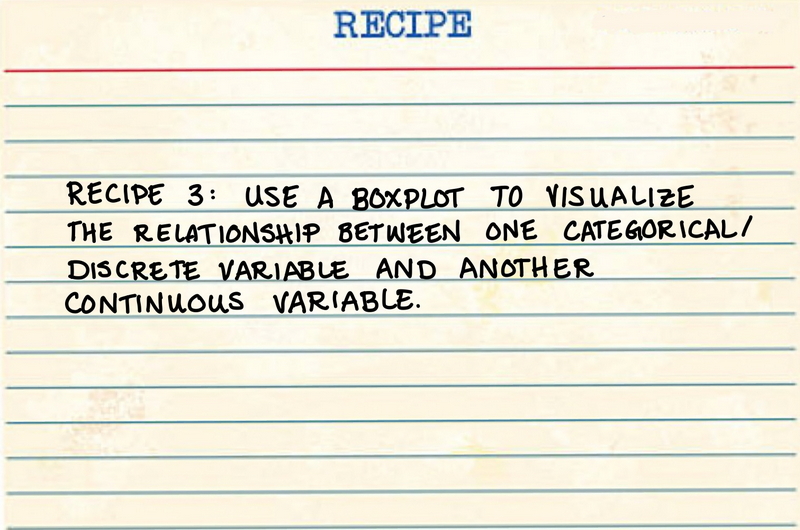 RECIPE
RECIPE 3: USE A BOXPLOT TO VISUALIZE
THE RELATIONSHIP BETWEEN ONE CATEGORICAL/
DISCRETE VARIABLE AND ANOTHER
CONTINUOUS VARIABLE.